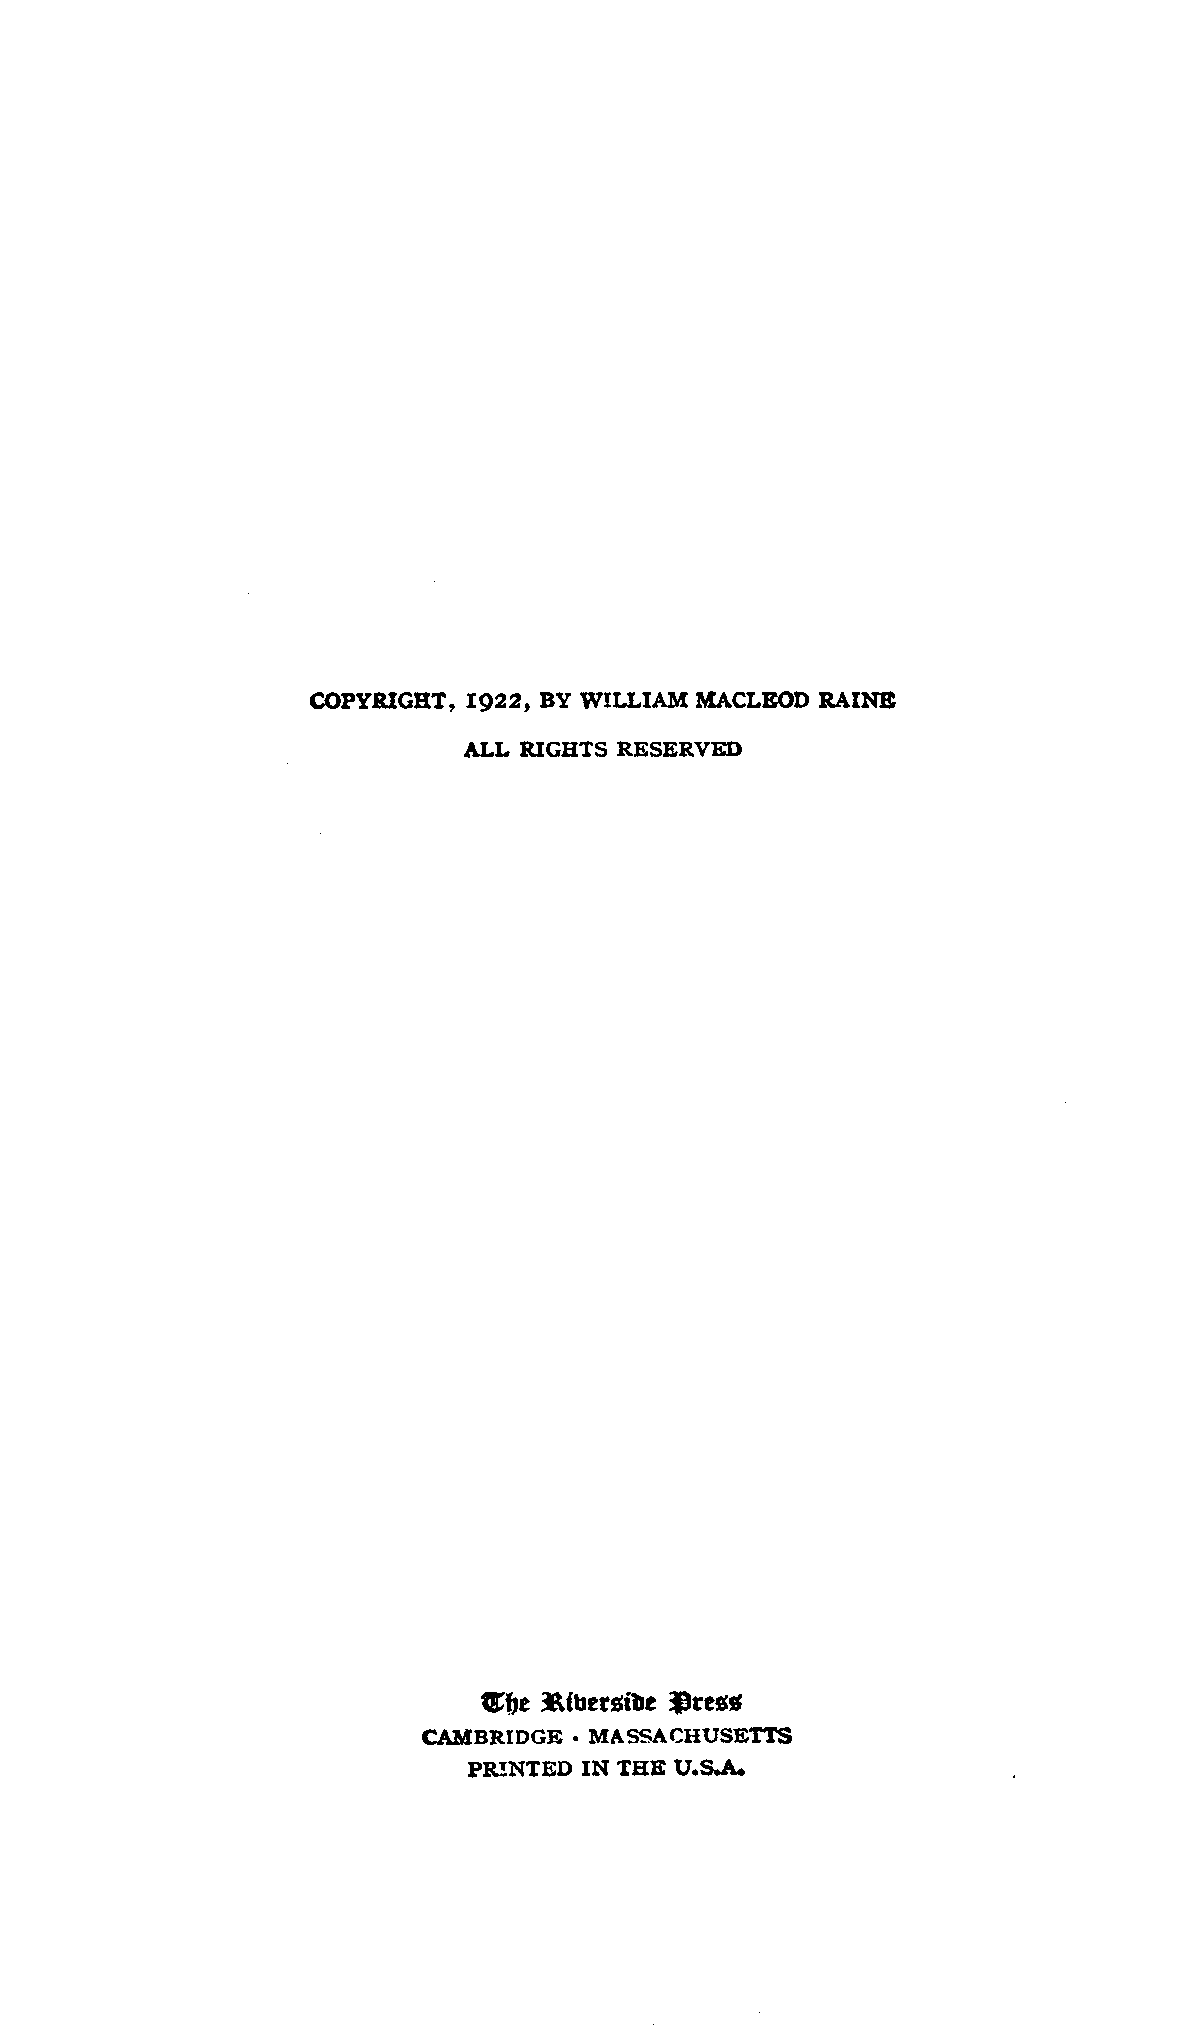 COPYRIGHT, 1922, BY WILLIAM MACLEOD RAINE
ALL RIGHTS RESERVED
The Riverside Press
CAMBRIDGE · MASSACHUSETTS
PRINTED IN THE U.S.A.